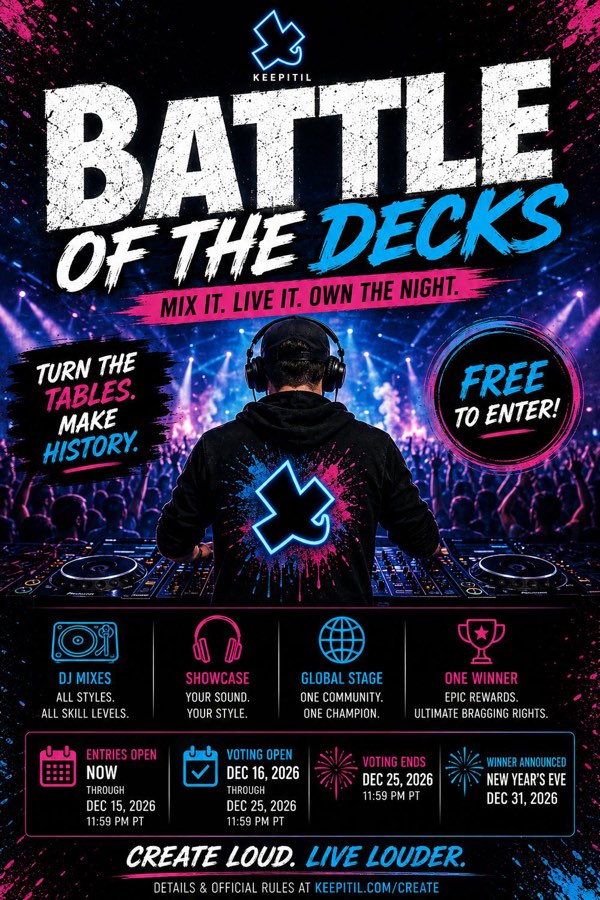 KEEPITIL
BATTLE
OF THE DECKS
MIX IT. LIVE IT. OWN THE NIGHT.
TURN THE
TABLES.
MAKE
HISTORY.
FREE
TO ENTER!
DJ MIXES
ALL STYLES.
ALL SKILL LEVELS.
SHOWCASE
YOUR SOUND.
YOUR STYLE.
GLOBAL STAGE
ONE COMMUNITY.
ONE CHAMPION.
ONE WINNER
EPIC REWARDS.
ULTIMATE BRAGGING RIGHTS.
ENTRIES OPEN
NOW
THROUGH
DEC 15, 2026
11:59 PM PT
VOTING OPEN
DEC 16, 2026
THROUGH
DEC 25, 2026
11:59 PM PT
VOTING ENDS
DEC 25, 2026
11:59 PM PT
WINNER ANNOUNCED
NEW YEAR'S EVE
DEC 31, 2026
CREATE LOUD. LIVE LOUDER.
DETAILS & OFFICIAL RULES AT KEEPITIL.COM/CREATE